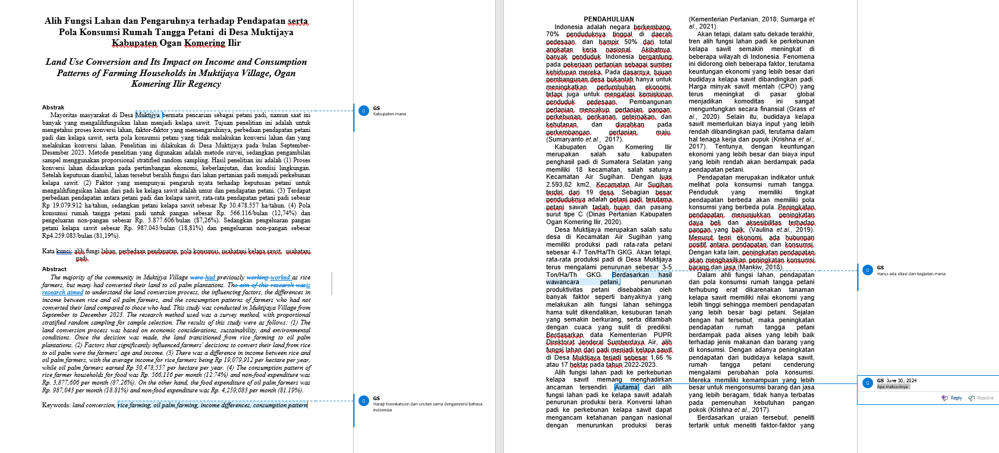 Alih Fungsi Lahan dan Pengaruhnya terhadap Pendapatan serta
Pola Konsumsi Rumah Tangga Petani di Desa Muktijaya
Kabupaten Ogan Komering Ilir
Land Use Conversion and Its Impact on Income and Consumption
Patterns of Farming Households in Muktijaya Village, Ogan
Komering Ilir Regency
Abstrak
Mayoritas masyarakat di Desa Muktijya bermata pencarian sebagai petani padi, namun saat ini
banyak yang mengalihfungsikan lahan menjadi kelapa sawit. Tujuan penelitian ini adalah untuk
mengetahui proses konversi lahan, faktor-faktor yang memengaruhinya, perbedaan pendapatan petani
padi dan kelapa sawit, serta pola konsumsi petani yang tidak melakukan konversi lahan dan yang
melakukan konversi lahan. Penelitian ini dilakukan di Desa Muktijaya pada bulan September-
Desember 2023. Metode penelitian yang digunakan adalah metode survei, sedangkan pengambilan
sampel menggunakan proporsional stratified random sampling. Hasil penelitian ini adalah (1) Proses
konversi lahan didasarkan pada pertimbangan ekonomi, keberlanjutan, dan kondisi lingkungan.
Setelah keputusan diambil, lahan tersebut beralih fungsi dari lahan pertanian padi menjadi perkebunan
kelapa sawit. (2) Faktor yang mempunyai pengaruh nyata terhadap keputusan petani untuk
mengalihfungsikan lahan dari padi ke kelapa sawit adalah umur dan pendapatan petani. (3) Terdapat
perbedaan pendapatan antara petani padi dan kelapa sawit, rata-rata pendapatan petani padi sebesar
Rp 19.079.912 ha/tahun, sedangkan petani kelapa sawit sebesar Rp 30.478.557 ha/tahun. (4) Pola
konsumsi rumah tangga petani padi untuk pangan sebesar Rp. 566.116/bulan (12,74%) dan
pengeluaran non-pangan sebesar Rp. 3.877.606/bulan (87,26%). Sedangkan pengeluaran pangan
petani kelapa sawit sebesar Rp. 987.043/bulan (18,81%) dan pengeluaran non-pangan sebesar
Rp4.259.083/bulan (81,19%).
Kata kunci: alih fungi lahan, perbedaan pendapatan, pola konsumsi, usahatani kelapa sawit, usahatani
padi.
Abstract
The majority of the community in Muktijya Village were had previously working worked as rice
farmers, but many had converted their land to oil palm plantations. The aim of this research wasis
research aimed to understand the land conversion process, the influencing factors, the differences in
income between rice and oil palm farmers, and the consumption patterns of farmers who had not
converted their land compared to those who had. This study was conducted in Muktijaya Village from
September to December 2023. The research method used was a survey method, with proportional
stratified random sampling for sample selection. The results of this study were as follows: (1) The
land conversion process was based on economic considerations, sustainability, and environmental
conditions. Once the decision was made, the land transitioned from rice farming to oil palm
plantations. (2) Factors that significantly influenced farmers' decisions to convert their land from rice
to oil palm were the farmers' age and income. (3) There was a difference in income between rice and
oil palm farmers, with the average income for rice farmers being Rp 19,079,912 per hectare per year,
while oil palm farmers earned Rp 30,478,557 per hectare per year. (4) The consumption pattern of
rice farmer households for food was Rp. 566,116 per month (12.74%) and non-food expenditure was
Rp. 3,877,606 per month (87.26%). On the other hand, the food expenditure of oil palm farmers was
Rp. 987,043 per month (18.81%) and non-food expenditure was Rp. 4,259,083 per month (81.19%).
Keywords: land conversion, rice farming, oil palm farming, income differences, consumption pattern
G
GS
Kabupaten mana
G
GS
Harap trasnkatuon dan urutan sama denganversi bahasa
indoensia
PENDAHULUAN
Indonesia adalah negara berkembang,
70% penduduknya tinggal di daerah
pedesaan, dan hampir 50% dari total
angkatan kerja nasional. Akibatnya,
banyak penduduk Indonesia bergantung
pada pekerjaan pertanian sebagai sumber
kehidupan mereka. Pada dasarnya, tujuan
pembangunan desa bukanlah hanya untuk
meningkatkan pertumbuhan ekonomi,
tetapi juga untuk mengatasi kemiskinan
penduduk pedesaan. Pembangunan
pertanian mencakup pertanian pangan,
perkebunan, perikanan, peternakan, dan
kehutanan, dan diarahkan pada
perkembangan pertanian maju
(Sumaryanto et.al., 2017).
Kabupaten Ogan Komering Ilir
merupakan salah satu kabupaten
penghasil padi di Sumatera Selatan yang
memiliki 18 kecamatan, salah satunya
Kecamatan Air Sugihan. Dengan luas
2.593,82 km2, Kecamatan Air Sugihan
terdiri dari 19 desa. Sebagian besar
penduduknya adalah petani padi, terutama
petani sawah tadah hujan dan pasang
surut tipe C (Dinas Pertanian Kabupaten
Ogan Komering Ilir, 2020).
Desa Muktijaya merupakan salah satu
desa di Kecamatan Air Sugihan yang
memiliki produksi padi rata-rata petani
sebesar 4-7 Ton/Ha/Th GKG. Akan tetapi,
rata-rata produksi padi di Desa Muktijaya
terus mengalami penurunan sebesar 3-5
Ton/Ha/Th GKG. Berdasarkan hasil
wawancara petani, penurunan
produktivitas petani disebabkan oleh
banyak faktor seperti banyaknya yang
melakukan alih fungsi lahan sehingga
hama sulit dikendalikan, kesuburan tanah
yang semakin berkurang, serta ditambah
dengan cuaca yang sulit di prediksi.
Berdasarkan data Kementerian PUPR
Direktorat Jenderal Sumberdaya Air, alih
fungsi lahan dari padi menjadi kelapa sawit
di Desa Muktijaya terjadi sebesar 1,66 %
atau 17 hektar pada tahun 2022-2023.
Alih fungsi lahan padi ke perkebunan
kelapa sawit memang menghadirkan
ancaman tersendiri. Autama dari alih
fungsi lahan padi ke kelapa sawit adalah
penurunan produksi bera. Konversi lahan
padi ke perkebunan kelapa sawit dapat
mengancam ketahanan pangan nasional
dengan menurunkan produksi beras
(Kementerian Pertanian, 2018; Sumarga et
al., 2021).
Akan tetapi, dalam satu dekade terakhir,
tren alih fungsi lahan padi ke perkebunan
kelapa sawit semakin meningkat di
beberapa wilayah di Indonesia. Fenomena
ini didorong oleh beberapa faktor, terutama
keuntungan ekonomi yang lebih besar dari
budidaya kelapa sawit dibandingkan padi.
Harga minyak sawit mentah (CPO) yang
terus meningkat di pasar global
menjadikan komoditas ini sangat
menguntungkan secara finansial (Grass et
al., 2020). Selain itu, budidaya kelapa
sawit memerlukan biaya input yang lebih
rendah dibandingkan padi, terutama dalam
hal tenaga kerja dan pupuk (Krishna et al.,
2017). Tentunya, dengan keuntungan
ekonomi yang lebih besar dan biaya input
yang lebih rendah akan berdampak pada
pendapatan petani.
Pendapatan merupakan indikator untuk
melihat pola konsumsi rumah tangga.
Penduduk yang memiliki tingkat
pendapatan berbeda akan memiliki pola
konsumsi yang berbeda pula. Peningkatan
pendapatan, menunjukkan peningkatan
daya beli dan aksesibilitas terhadap
pangan yang baik. (Vaulina et.al., 2019).
Menurut teori ekonomi, ada hubungan
positif antara pendapatan dan konsumsi.
Dengan kata lain, peningkatan pendapatan
akan menghasilkan peningkatan konsumsi
barang dan jasa (Mankiw, 2018).
Dalam ahli fungsi lahan, pendapatan
dan pola konsumsi rumah tangga petani
terhubung erat dikarenakan tanaman
kelapa sawit memiliki nilai ekonomi yang
lebih tinggi sehingga memberi pendapatan
yang lebih besar bagi petani. Sejalan
dengan hal tersebut, maka peningkatan
pendapatan rumah tangga petani
berdampak pada akses yang lebih baik
terhadap jenis makanan dan barang yang
di konsumsi. Dengan adanya peningkatan
pendapatan dari budidaya kelapa sawit,
rumah tangga petani cenderung
mengalami perubahan pola konsumsi.
Mereka memiliki kemampuan yang lebih
besar untuk mengonsumsi barang dan jasa
yang lebih beragam, tidak hanya terbatas
pada pemenuhan kebutuhan pangan
pokok (Krishna et al., 2017).
Berdasarkan uraian tersebut, peneliti
tertarik untuk meneliti faktor-faktor yang
G
GS
Harus ada sitasi dari kegiatan mana
G
GS June 30, 2024
Apa maksudnya
Reply Resolve